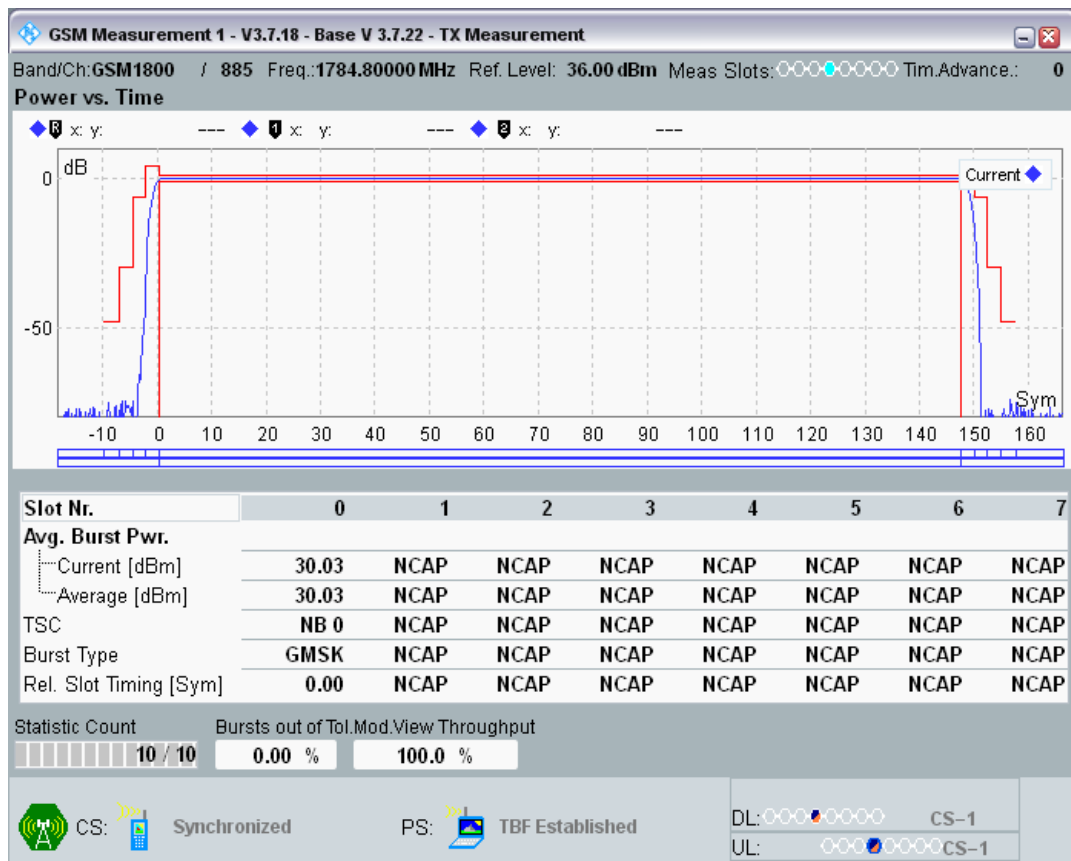 GSM Measurement 1 - V3.7.18 - Base V 3.7.22 - TX Measurement
Band/Ch:GSM1800 / 885 Freq.:1784.80000 MHz Ref. Level: 36.00 dBm Meas Slots: Tim.Advance.: 0
Power vs. Time
R x: y: --- 1 x: y: --- 2 x: y: ---
dB
0
Current
-50
Sym
-10 0 10 20 30 40 50 60 70 80 90 100 110 120 130 140 150 160
Slot Nr. 0 1 2 3 4 5 6 7
Avg. Burst Pwr.
Current [dBm] 30.03 NCAP NCAP NCAP NCAP NCAP NCAP NCAP
Average [dBm] 30.03 NCAP NCAP NCAP NCAP NCAP NCAP NCAP
TSC NB 0 NCAP NCAP NCAP NCAP NCAP NCAP NCAP
Burst Type GMSK NCAP NCAP NCAP NCAP NCAP NCAP NCAP
Rel. Slot Timing [Sym] 0.00 NCAP NCAP NCAP NCAP NCAP NCAP NCAP
Statistic Count Bursts out of Tol.Mod.View Throughput
10 / 10 0.00 % 100.0 %
CS: Synchronized PS: TBF Established
DL: CS-1
UL: CS-1